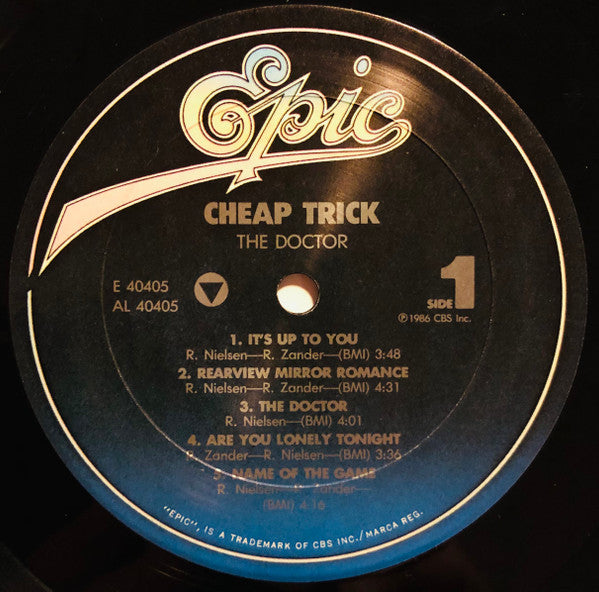 Epic
CHEAP TRICK
THE DOCTOR
E 40405
AL 40405
SIDE 1
℗1986 CBS Inc.
1. IT'S UP TO YOU
R. Nielsen—R. Zander—(BMI) 3:48
2. REARVIEW MIRROR ROMANCE
R. Nielsen—R. Zander—(BMI) 4:31
3. THE DOCTOR
R. Nielsen—(BMI) 4:01
4. ARE YOU LONELY TONIGHT
R. Zander—R. Nielsen—(BMI) 3:36
5. NAME OF THE GAME
R. Nielsen—R. Zander—
(BMI) 4:16
"EPIC", IS A TRADEMARK OF CBS INC./MARCA REG.